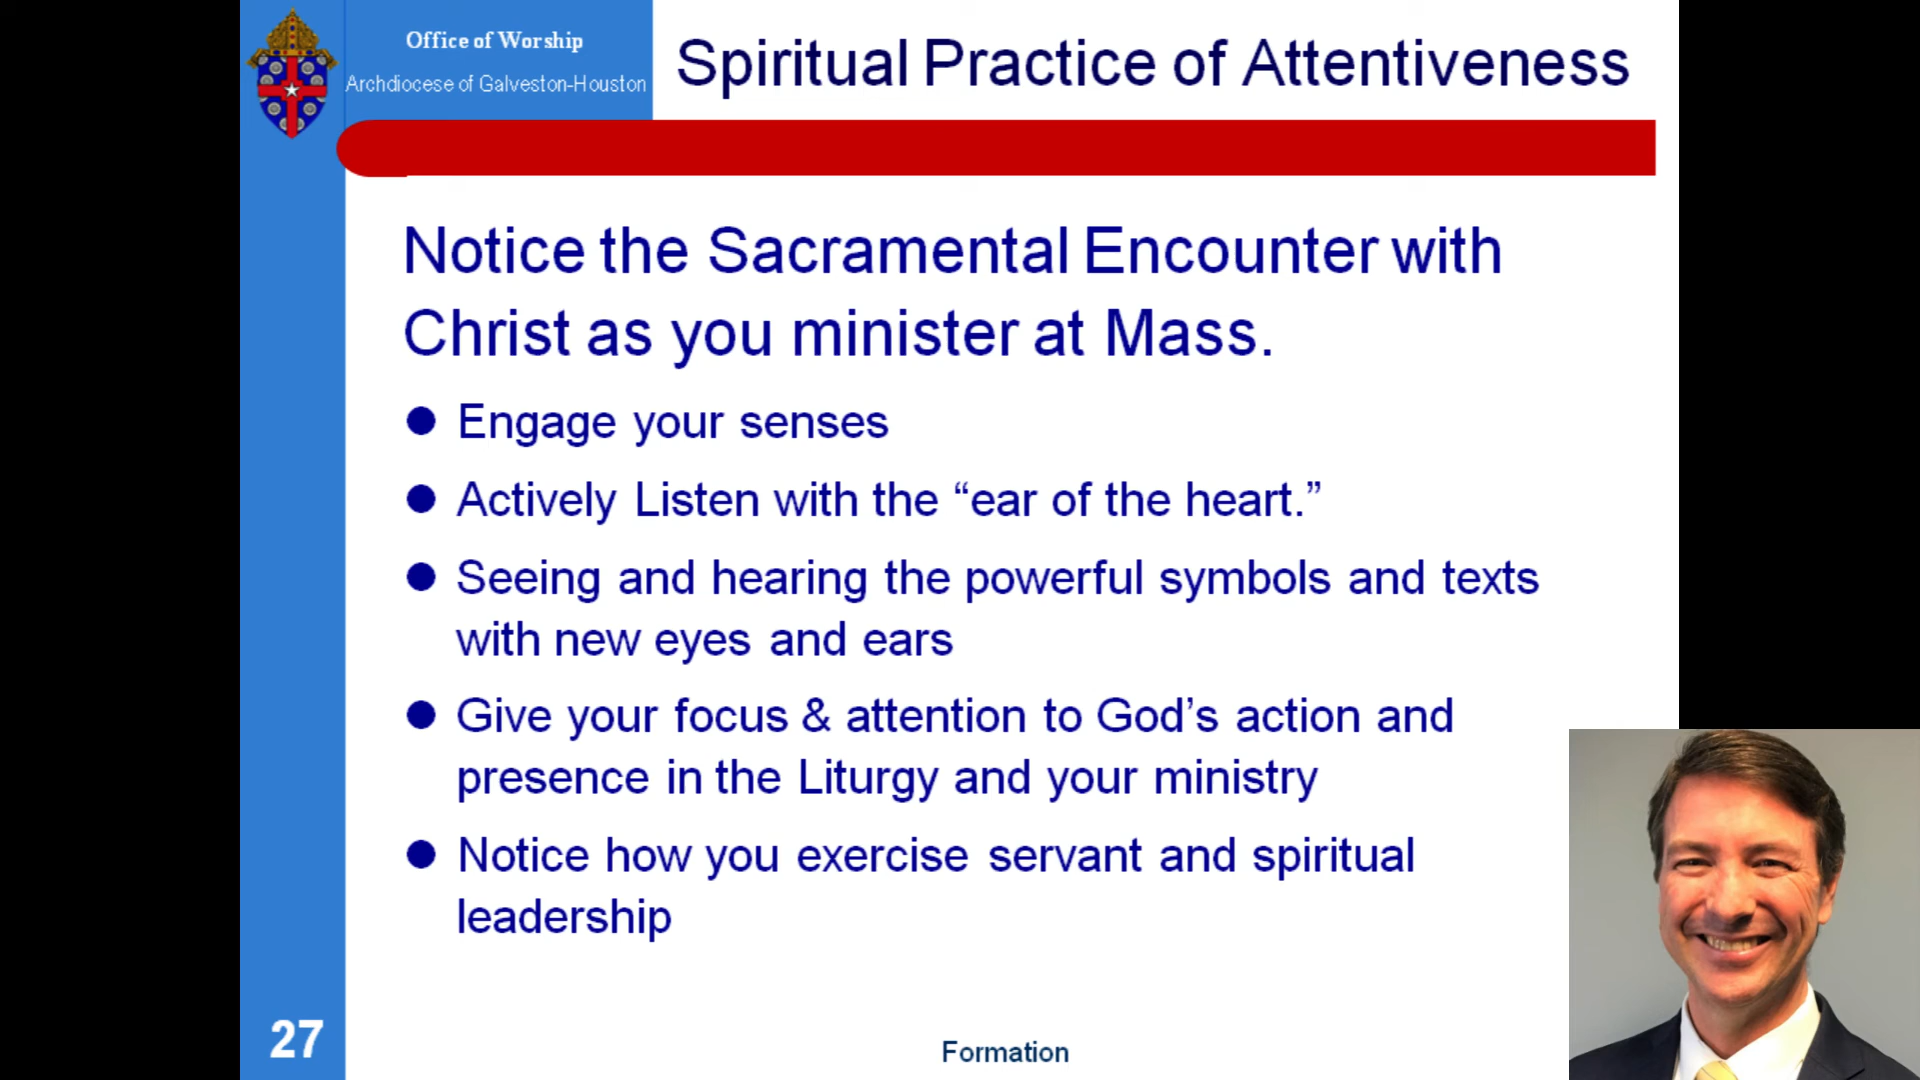 Office of Worship
Archdiocese of Galveston-Houston
Spiritual Practice of Attentiveness
Notice the Sacramental Encounter with
Christ as you minister at Mass.
● Engage your senses
● Actively Listen with the “ear of the heart.”
● Seeing and hearing the powerful symbols and texts
with new eyes and ears
● Give your focus & attention to God’s action and
presence in the Liturgy and your ministry
● Notice how you exercise servant and spiritual
leadership
27
Formation